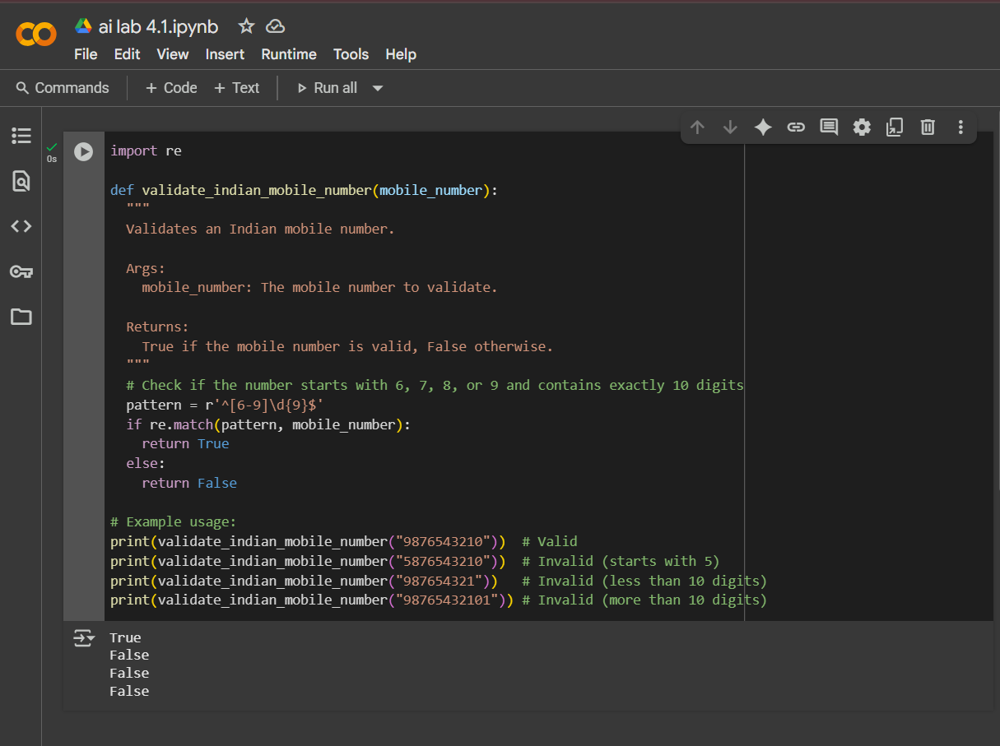 ai lab 4.1.ipynb
File Edit View Insert Runtime Tools Help
Commands + Code + Text Run all
0s
import re

def validate_indian_mobile_number(mobile_number):
  """
  Validates an Indian mobile number.

  Args:
    mobile_number: The mobile number to validate.

  Returns:
    True if the mobile number is valid, False otherwise.
  """
  # Check if the number starts with 6, 7, 8, or 9 and contains exactly 10 digits
  pattern = r'^[6-9]\d{9}$'
  if re.match(pattern, mobile_number):
    return True
  else:
    return False

# Example usage:
print(validate_indian_mobile_number("9876543210"))  # Valid
print(validate_indian_mobile_number("5876543210"))  # Invalid (starts with 5)
print(validate_indian_mobile_number("987654321"))   # Invalid (less than 10 digits)
print(validate_indian_mobile_number("98765432101")) # Invalid (more than 10 digits)
True
False
False
False